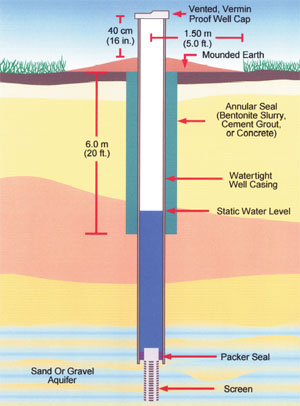 Vented, Vermin
Proof Well Cap
40 cm
(16 in.)
1.50 m
(5.0 ft.)
Mounded Earth
6.0 m
(20 ft.)
Annular Seal
(Bentonite Slurry,
Cement Grout,
or Concrete)
Watertight
Well Casing
Static Water Level
Packer Seal
Sand Or Gravel
Aquifer
Screen